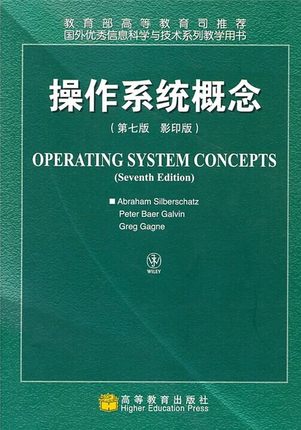 教育部高等教育司推荐
国外优秀信息科学与技术系列教学用书
操作系统概念
(第七版 影印版)
OPERATING SYSTEM CONCEPTS
(Seventh Edition)
Abraham Silberschatz
Peter Baer Galvin
Greg Gagne
WILEY
高等教育出版社
Higher Education Press